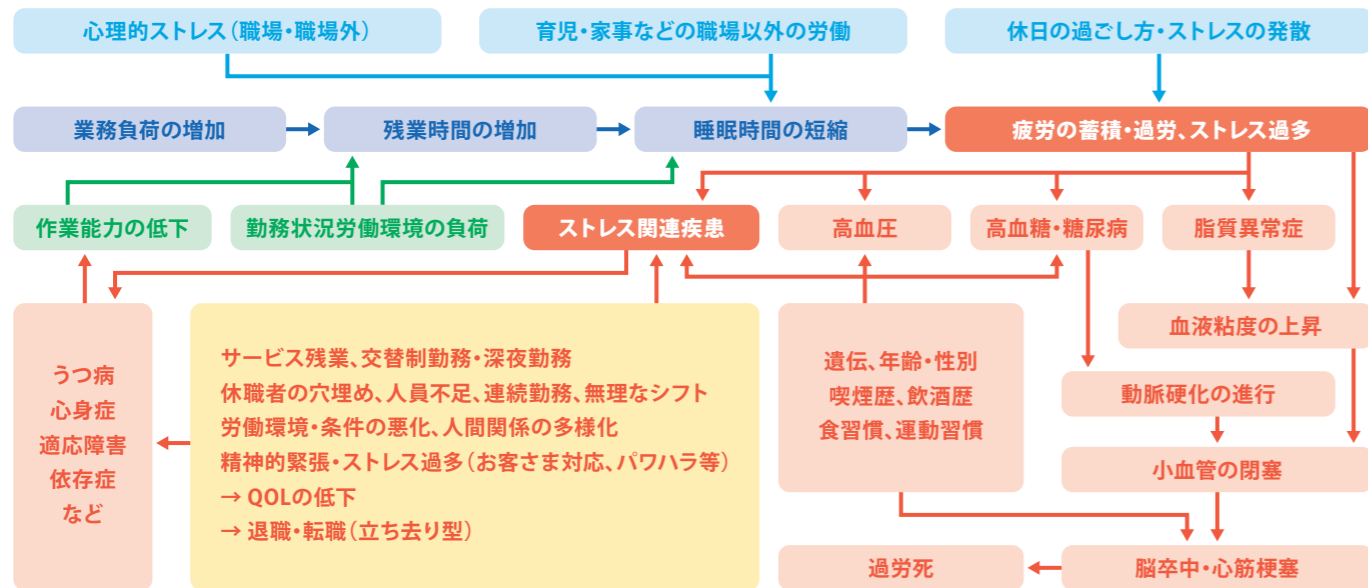 心理的ストレス（職場・職場外）
育児・家事などの職場以外の労働
休日の過ごし方・ストレスの発散
業務負荷の増加
残業時間の増加
睡眠時間の短縮
疲労の蓄積・過労、ストレス過多
作業能力の低下
勤務状況労働環境の負荷
ストレス関連疾患
高血圧
高血糖・糖尿病
脂質異常症
血液粘度の上昇
うつ病
心身症
適応障害
依存症
など
サービス残業、交替制勤務・深夜勤務
休職者の穴埋め、人員不足、連続勤務、無理なシフト
労働環境・条件の悪化、人間関係の多様化
精神的緊張・ストレス過多（お客さま対応、パワハラ等）
→ QOLの低下
→ 退職・転職（立ち去り型）
遺伝、年齢・性別
喫煙歴、飲酒歴
食習慣、運動習慣
動脈硬化の進行
小血管の閉塞
過労死
脳卒中・心筋梗塞